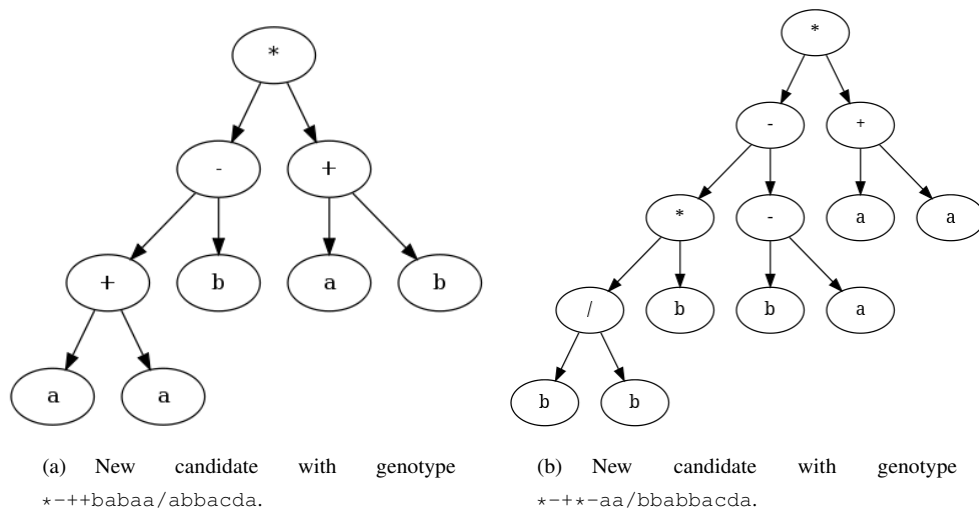 *
*
-
+
-
+
+
b
a
b
*
-
a
a
a
a
/
b
b
a
b
b
(a) New candidate with genotype
*-++babaa/abbacda.
(b) New candidate with genotype
*-+*-aa/bbabbacda.